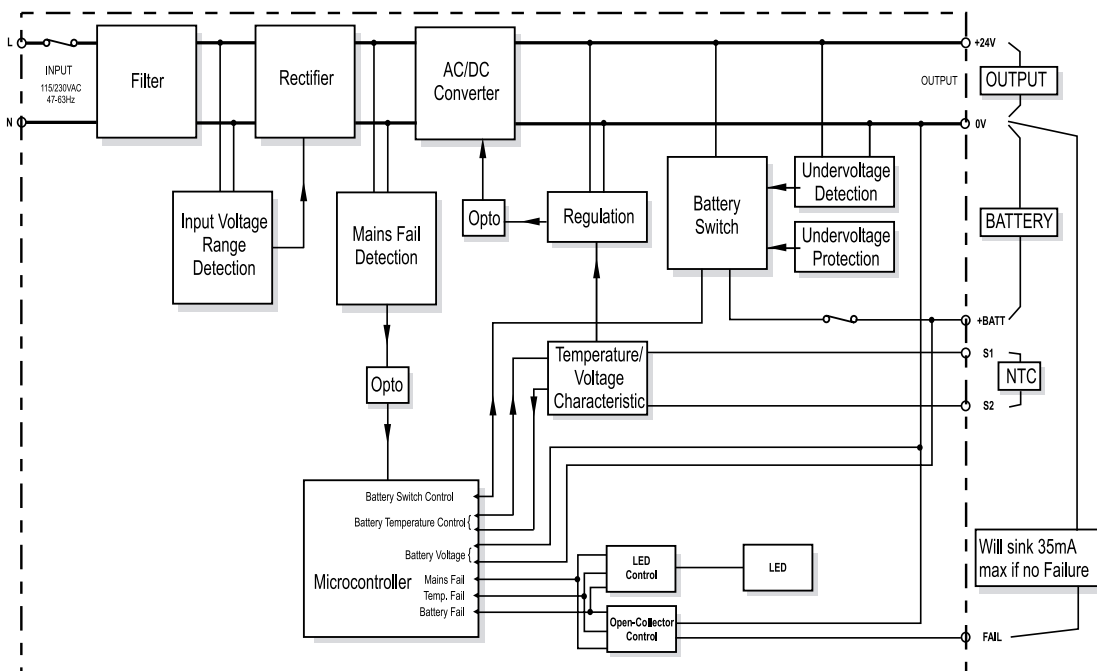 L
INPUT
115/230VAC
47-63Hz
N
Filter
Rectifier
AC/DC
Converter
OUTPUT
+24V
OUTPUT
0V
Input Voltage
Range
Detection
Mains Fail
Detection
Opto
Regulation
Battery
Switch
Undervoltage
Detection
Undervoltage
Protection
BATTERY
+BATT
Opto
Temperature/
Voltage
Characteristic
S1
NTC
S2
Microcontroller
Battery Switch Control
Battery Temperature Control {
Battery Voltage {
Mains Fail
Temp. Fail
Battery Fail
LED
Control
LED
Open-Collector
Control
Will sink 35mA
max if no Failure
FAIL